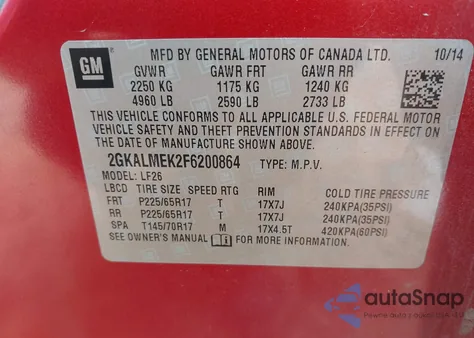 GM
MFD BY GENERAL MOTORS OF CANADA LTD. 10/14
GVWR GAWR FRT GAWR RR
2250 KG 1175 KG 1240 KG
4960 LB 2590 LB 2733 LB
THIS VEHICLE CONFORMS TO ALL APPLICABLE U.S. FEDERAL MOTOR
VEHICLE SAFETY AND THEFT PREVENTION STANDARDS IN EFFECT ON
THE DATE OF MANUFACTURE SHOWN ABOVE.
2GKALMEK2F6200864 TYPE: M.P.V.
MODEL: LF26
LBCD TIRE SIZE SPEED RTG RIM COLD TIRE PRESSURE
FRT P225/65R17 T 17X7J 240KPA(35PSI)
RR P225/65R17 T 17X7J 240KPA(35PSI)
SPA T145/70R17 M 17X4.5T 420KPA(60PSI)
SEE OWNER'S MANUAL FOR MORE INFORMATION
autoSnap